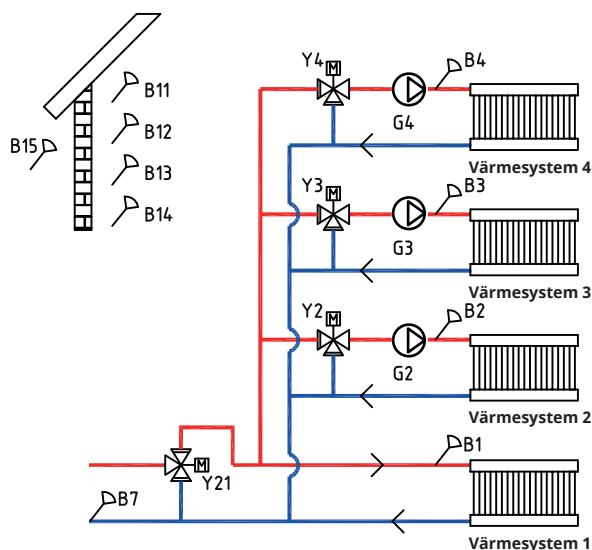 B11
B12
B15
B13
B14
Y4
M
B4
G4
Värmesystem 4
Y3
M
B3
G3
Värmesystem 3
Y2
M
B2
G2
Värmesystem 2
B1
M
Y21
B7
Värmesystem 1